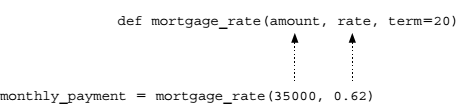 def mortgage_rate(amount, rate, term=20)
monthly_payment = mortgage_rate(35000, 0.62)